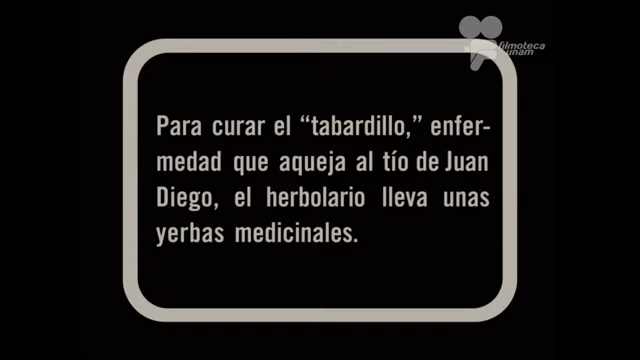 filmoteca
unam
Para curar el “tabardillo,” enfer-
medad que aqueja al tío de Juan
Diego, el herbolario lleva unas
yerbas medicinales.